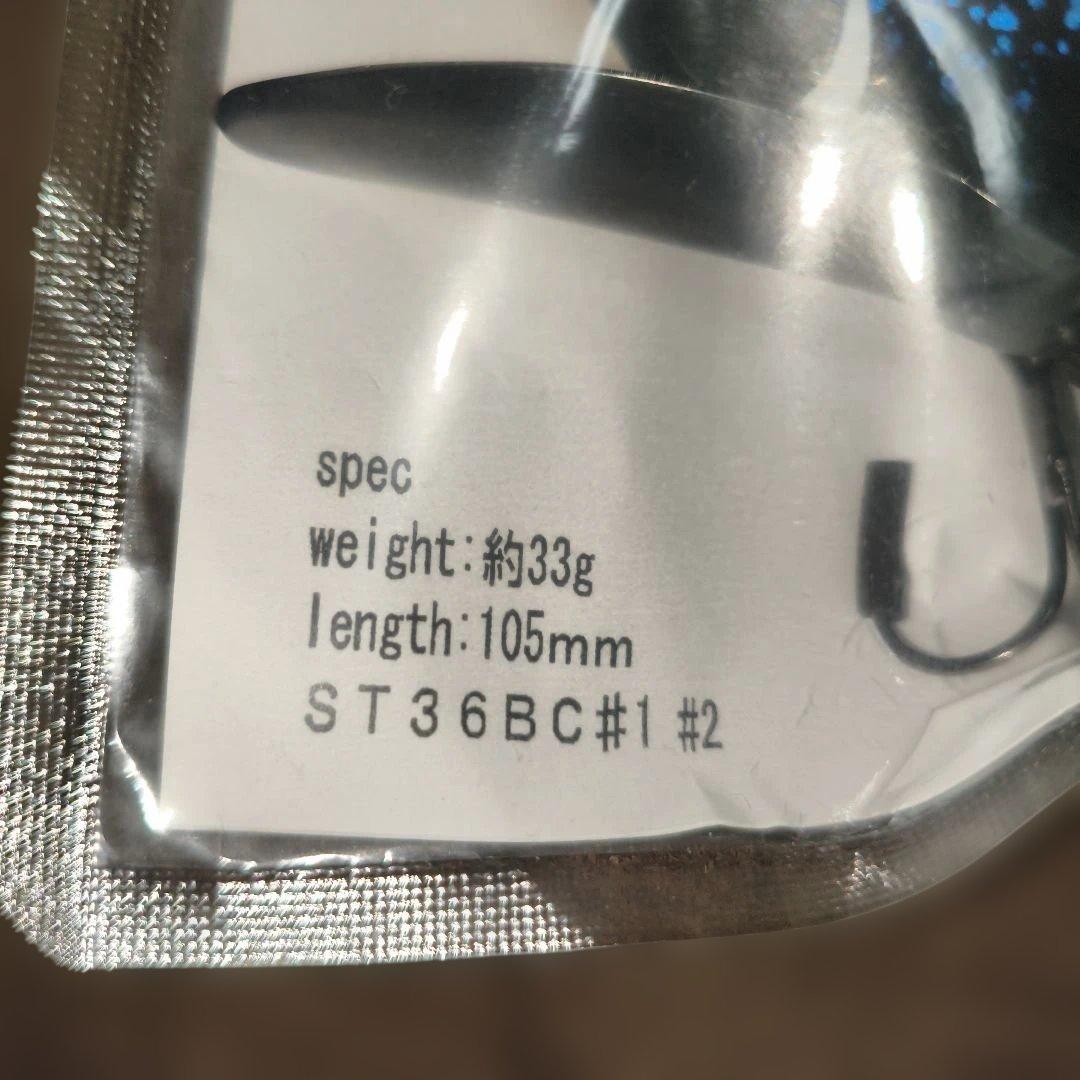 spec
weight:約33g
length:105mm
ST36BC#1 #2